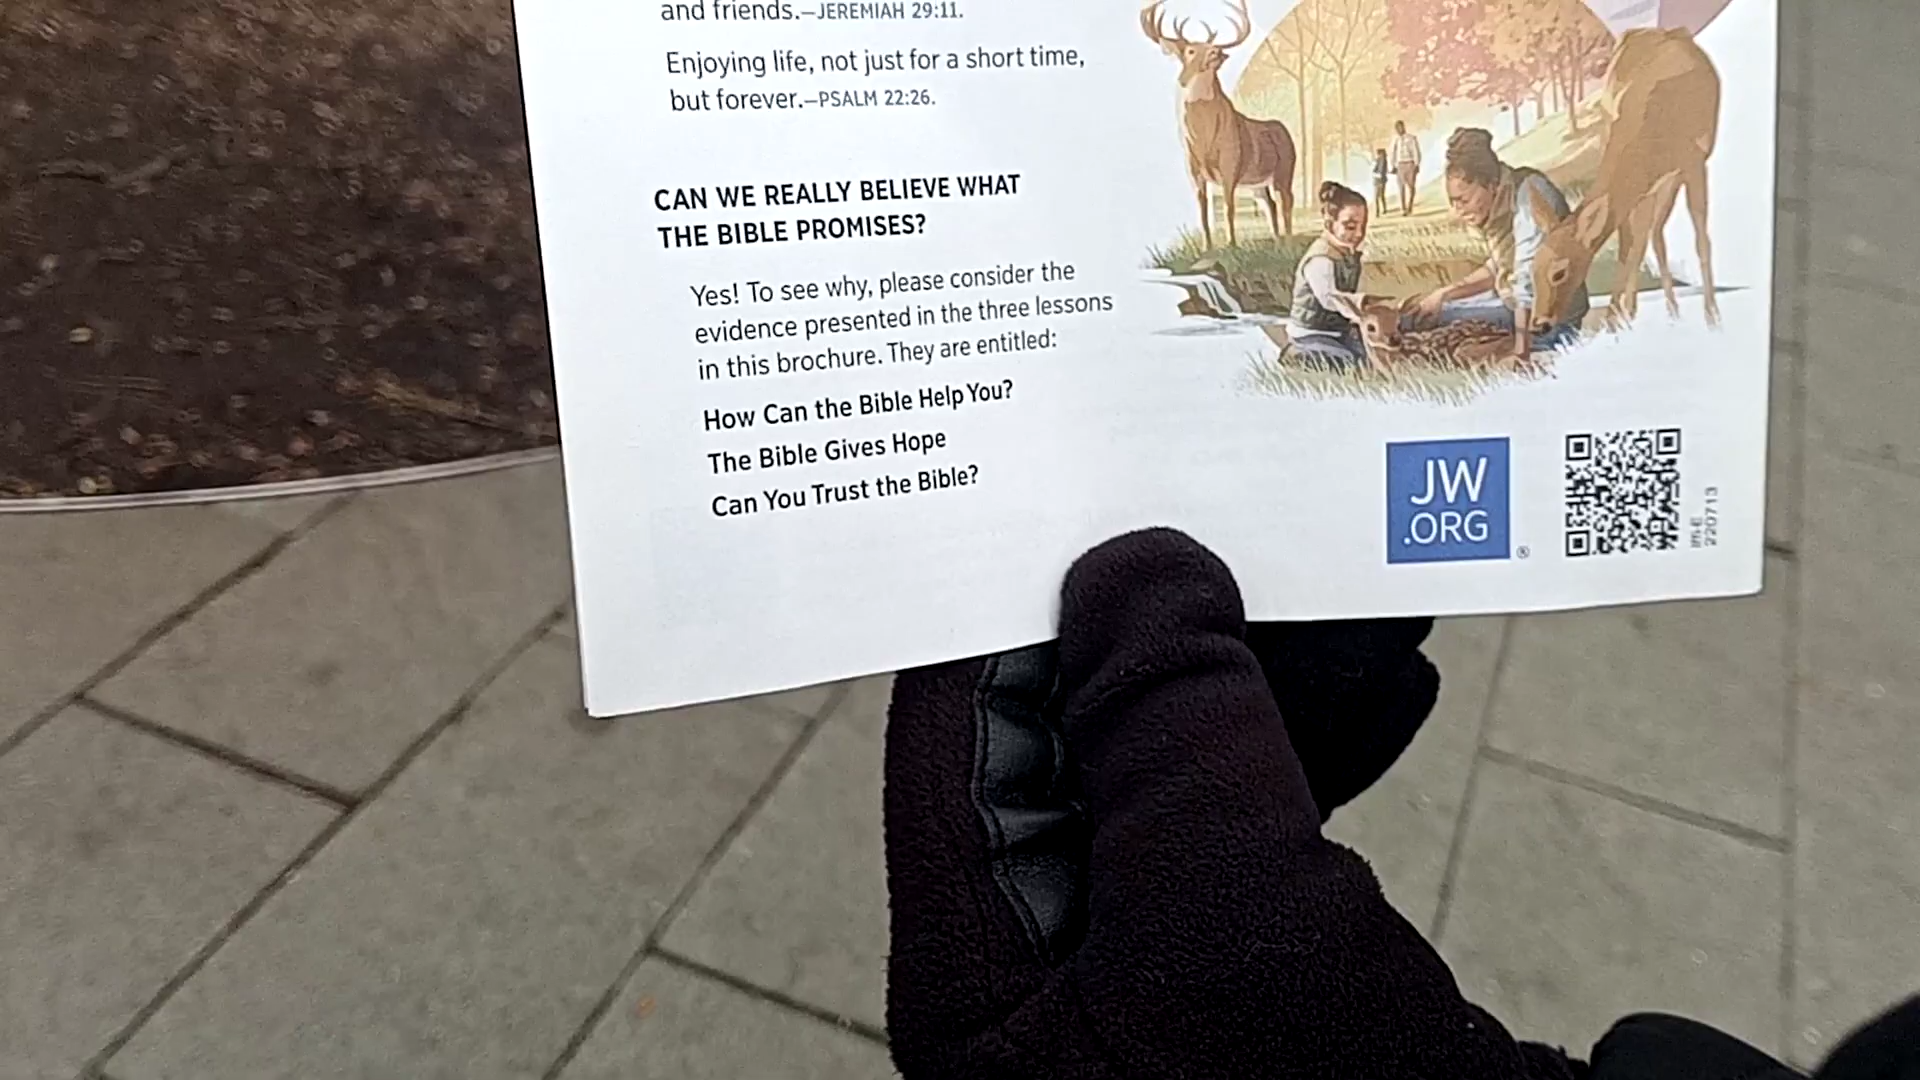 and friends.—JEREMIAH 29:11.
Enjoying life, not just for a short time,
but forever.—PSALM 22:26.
CAN WE REALLY BELIEVE WHAT
THE BIBLE PROMISES?
Yes! To see why, please consider the
evidence presented in the three lessons
in this brochure. They are entitled:
How Can the Bible Help You?
The Bible Gives Hope
Can You Trust the Bible?
JW
.ORG
®
220713